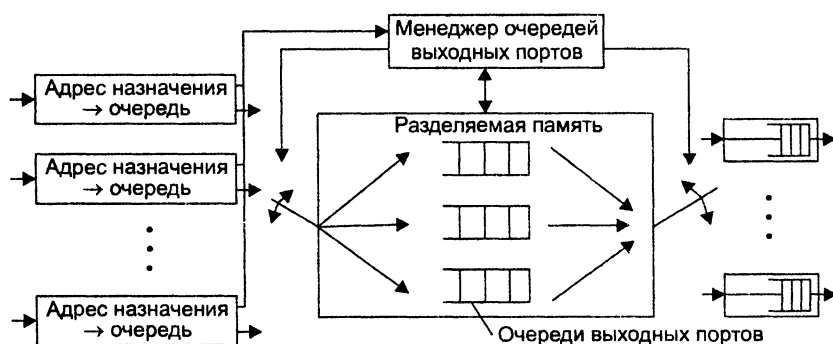 Менеджер очередей
выходных портов
Адрес назначения
→ очередь
Разделяемая память
Адрес назначения
→ очередь
Адрес назначения
→ очередь
Очереди выходных портов